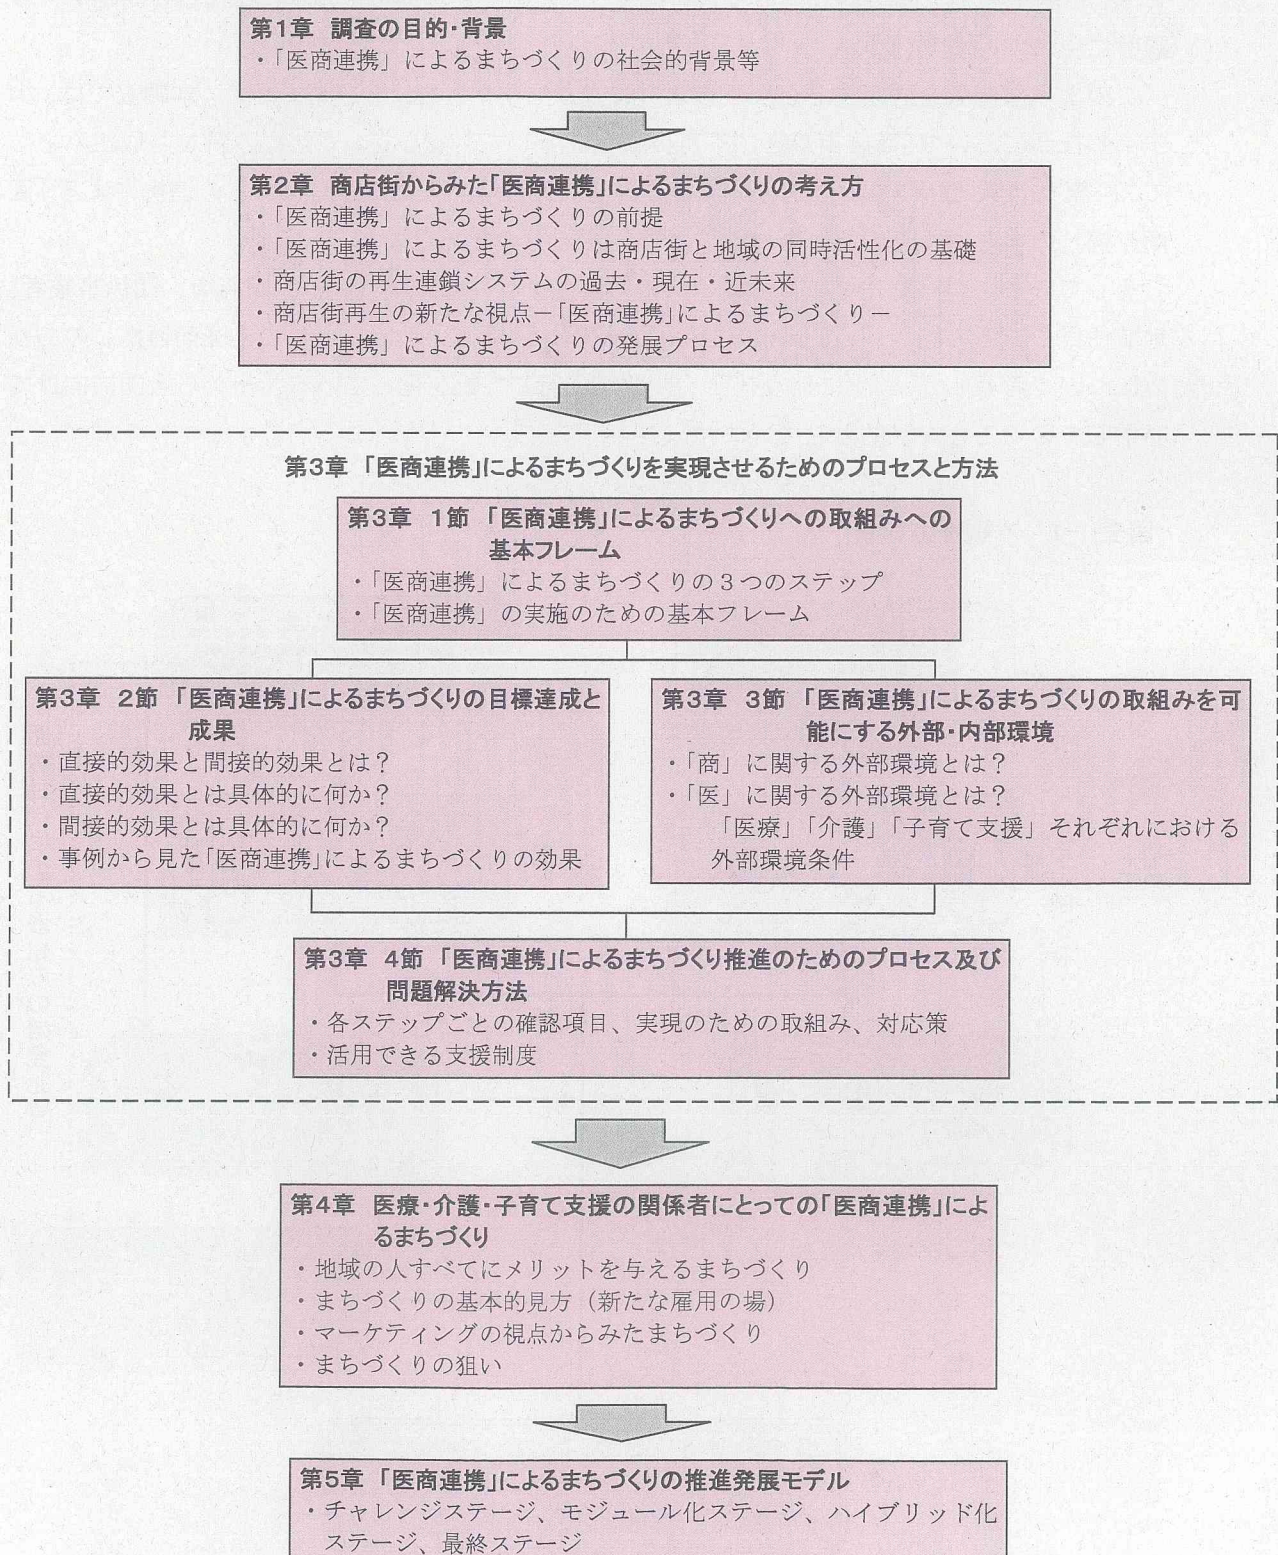 第1章 調査の目的・背景
・「医商連携」によるまちづくりの社会的背景等
第2章 商店街からみた「医商連携」によるまちづくりの考え方
・「医商連携」によるまちづくりの前提
・「医商連携」によるまちづくりは商店街と地域の同時活性化の基礎
・商店街の再生連鎖システムの過去・現在・近未来
・商店街再生の新たな視点－「医商連携」によるまちづくり－
・「医商連携」によるまちづくりの発展プロセス
第3章 「医商連携」によるまちづくりを実現させるためのプロセスと方法
第3章 1節 「医商連携」によるまちづくりへの取組みへの
基本フレーム
・「医商連携」によるまちづくりの３つのステップ
・「医商連携」の実施のための基本フレーム
第3章 2節 「医商連携」によるまちづくりの目標達成と
成果
・直接的効果と間接的効果とは？
・直接的効果とは具体的に何か？
・間接的効果とは具体的に何か？
・事例から見た「医商連携」によるまちづくりの効果
第3章 3節 「医商連携」によるまちづくりの取組みを可
能にする外部・内部環境
・「商」に関する外部環境とは？
・「医」に関する外部環境とは？
「医療」「介護」「子育て支援」それぞれにおける
外部環境条件
第3章 4節 「医商連携」によるまちづくり推進のためのプロセス及び
問題解決方法
・各ステップごとの確認項目、実現のための取組み、対応策
・活用できる支援制度
第4章 医療・介護・子育て支援の関係者にとっての「医商連携」によ
るまちづくり
・地域の人すべてにメリットを与えるまちづくり
・まちづくりの基本的見方（新たな雇用の場）
・マーケティングの視点からみたまちづくり
・まちづくりの狙い
第5章 「医商連携」によるまちづくりの推進発展モデル
・チャレンジステージ、モジュール化ステージ、ハイブリッド化
ステージ、最終ステージ